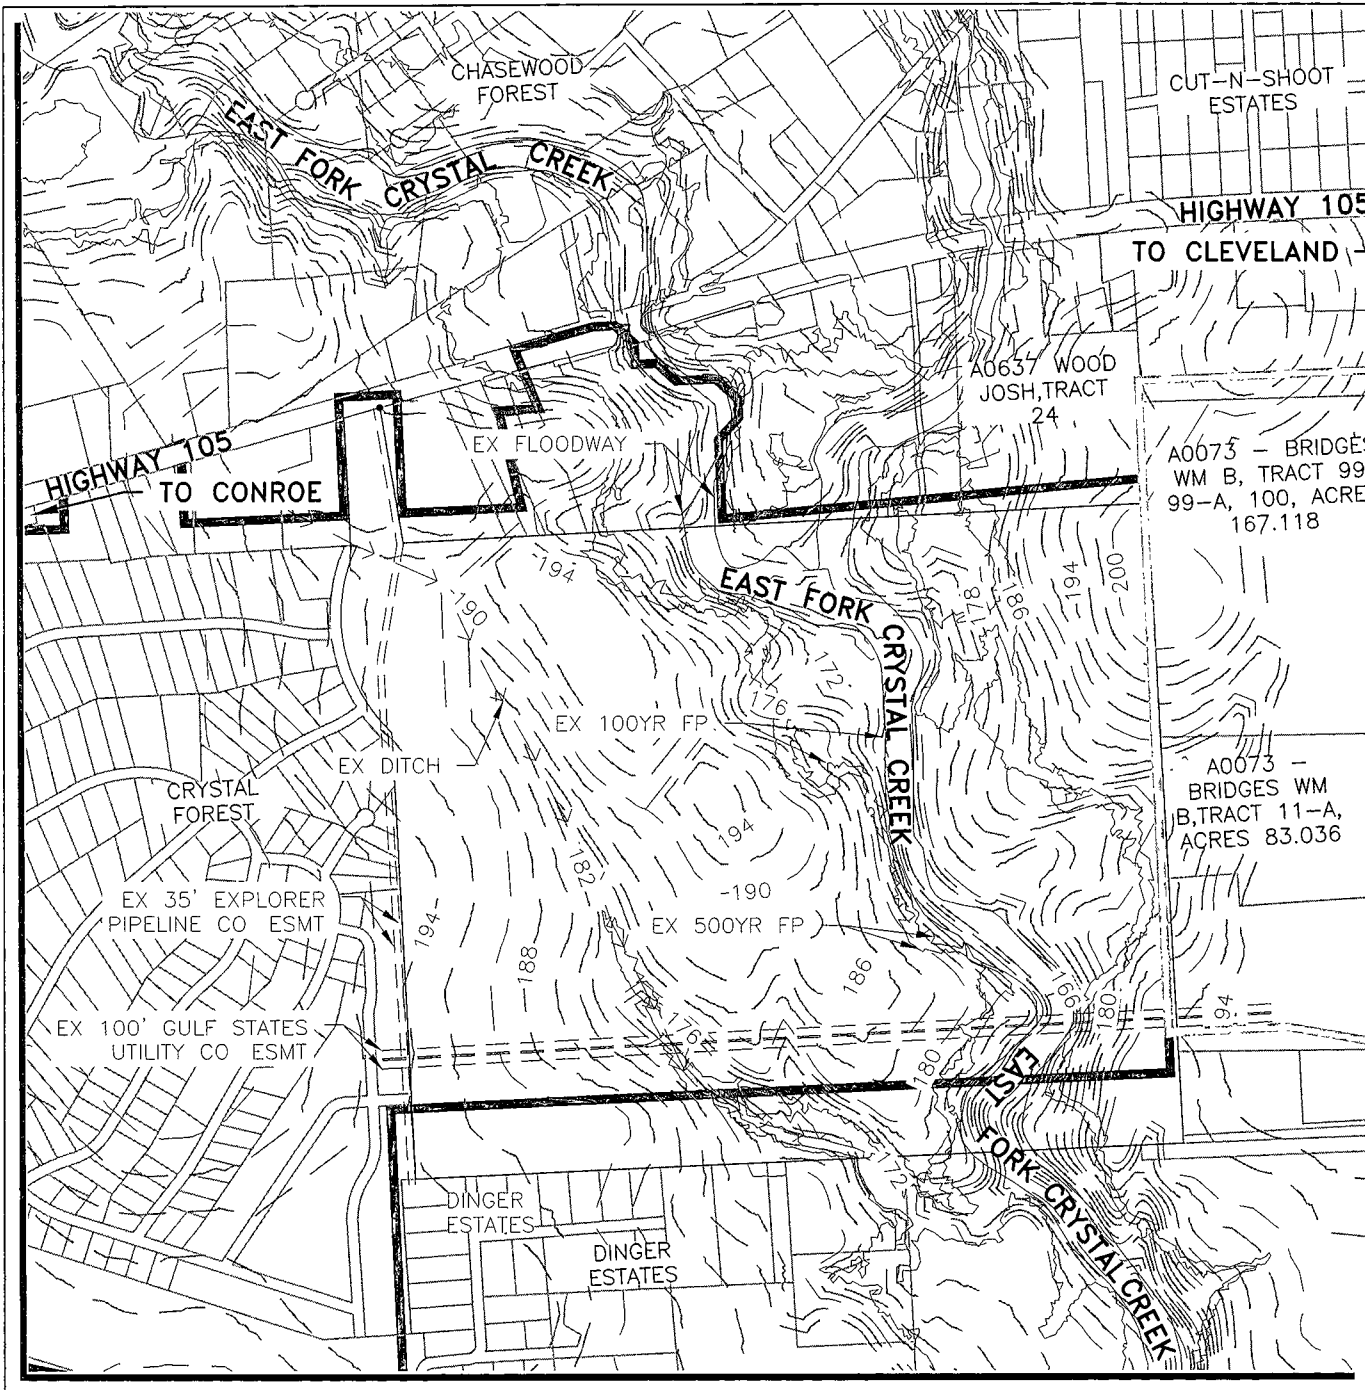 CHASEWOOD
FOREST
CUT-N-SHOOT
ESTATES
EAST FORK CRYSTAL CREEK
HIGHWAY 105
TO CLEVELAND
A0637 WOOD
JOSH,TRACT
24
EX FLOODWAY
HIGHWAY 105
TO CONROE
A0073 - BRIDGES
WM B, TRACT 99
99-A, 100, ACRE
167.118
194
190
EAST FORK CRYSTAL CREEK
178
186
194
200
172
176
EX 100YR FP
EX DITCH
CRYSTAL
FOREST
A0073 -
BRIDGES WM
B,TRACT 11-A,
ACRES 83.036
194
182
190
EX 35' EXPLORER
PIPELINE CO ESMT
194
EX 500YR FP
188
186
166
180
194
EX 100' GULF STATES
UTILITY CO ESMT
176
180
EAST FORK CRYSTAL CREEK
172
DINGER
ESTATES
DINGER
ESTATES